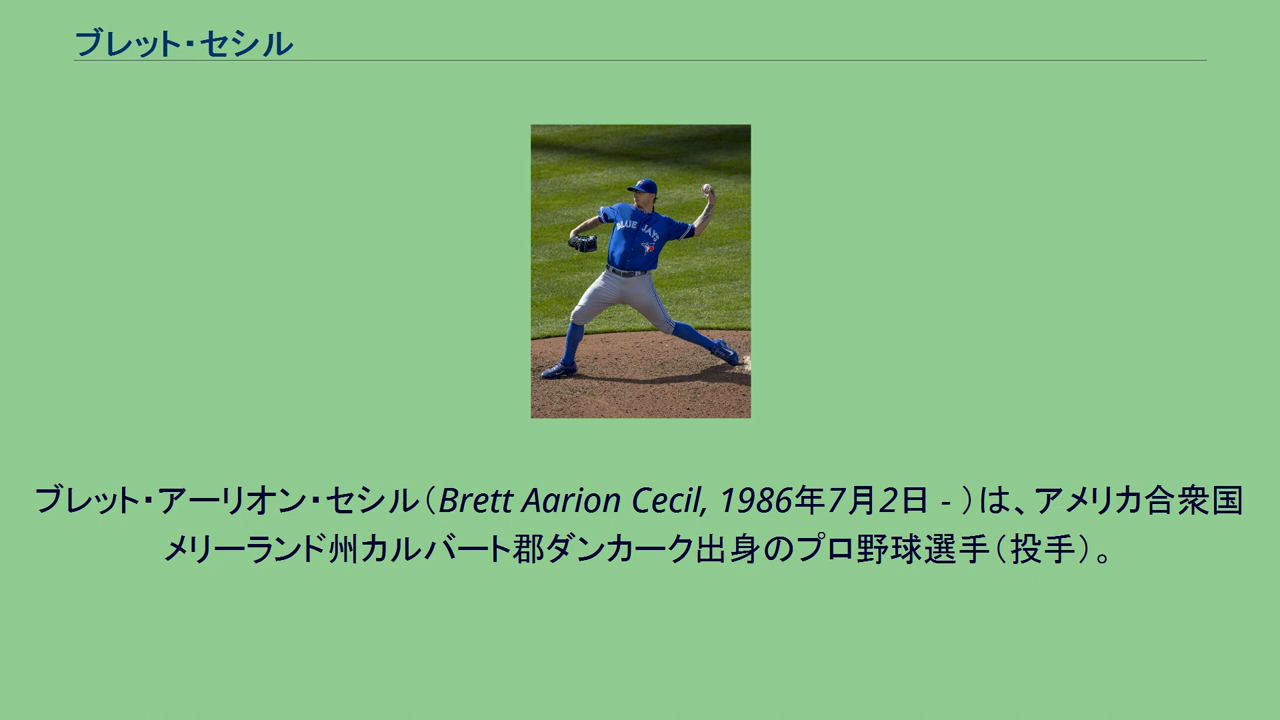 ブレット・セシル
BLUE JAYS
ブレット・アーリオン・セシル（Brett Aarion Cecil, 1986年7月2日 - ）は、アメリカ合衆国
メリーランド州カルバート郡ダンカーク出身のプロ野球選手（投手）。